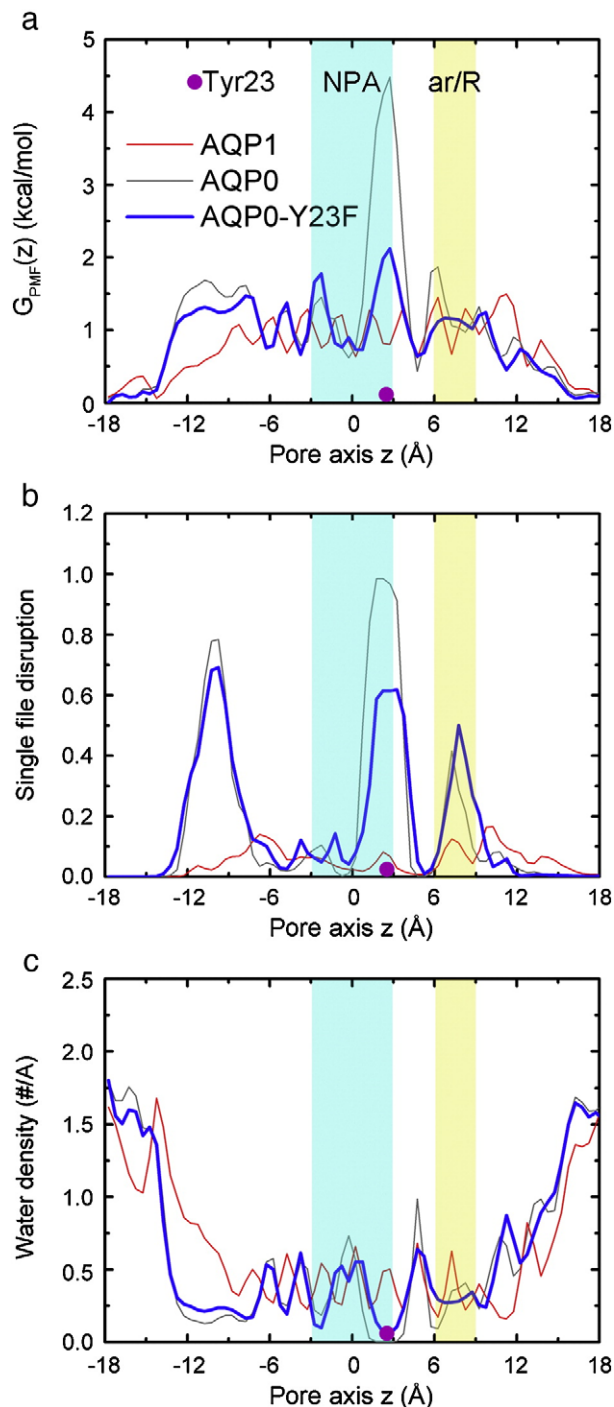 a
5
4
3
2
1
0
G_PMF(z) (kcal/mol)
Tyr23 NPA ar/R
AQP1
AQP0
AQP0-Y23F
-18 -12 -6 0 6 12 18
Pore axis z (Å)
b
1.2
1.0
0.8
0.6
0.4
0.2
0.0
Single file disruption
-18 -12 -6 0 6 12 18
Pore axis z (Å)
c
2.5
2.0
1.5
1.0
0.5
0.0
Water density (#/A)
-18 -12 -6 0 6 12 18
Pore axis z (Å)